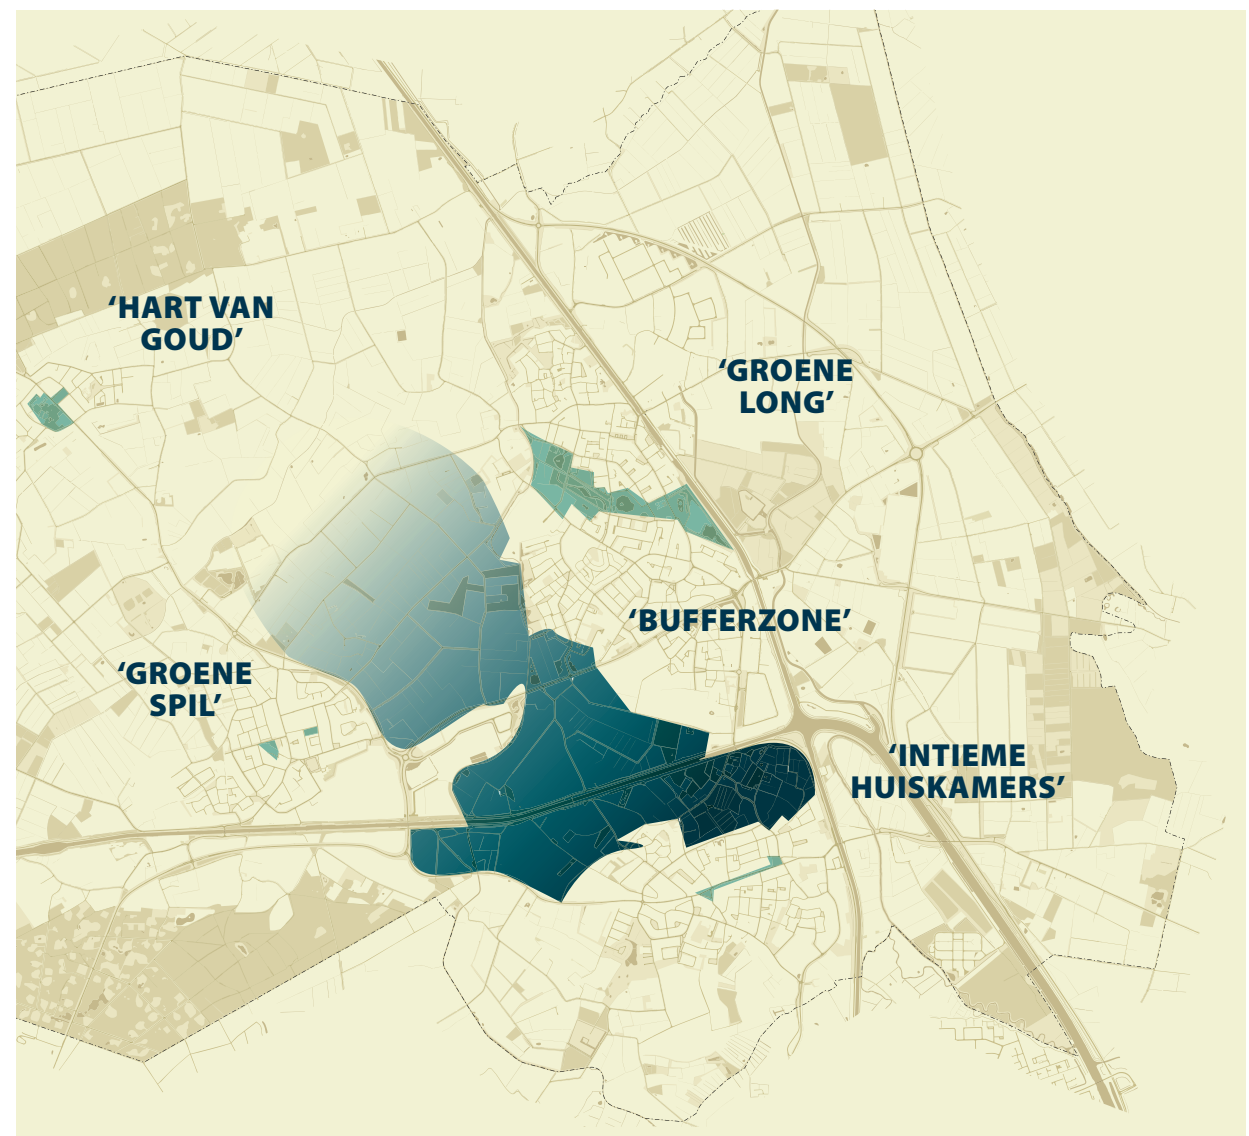 ‘HART VAN
GOUD’
‘GROENE
LONG’
‘BUFFERZONE’
‘GROENE
SPIL’
‘INTIEME
HUISKAMERS’